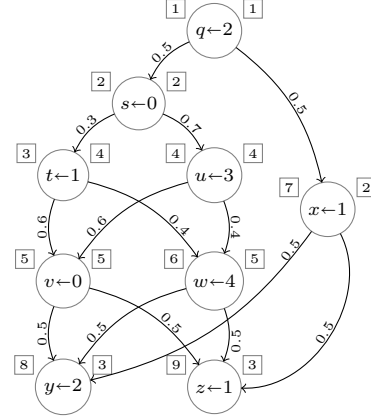 1 q←2 1
0.5
2 s←0 2
0.5
0.3 0.7
3 t←1 4
4 u←3 4
7 x←1 2
0.6 0.6 0.4 0.4
5 v←0 5
6 w←4 5
0.5
0.5 0.5 0.5 0.5 0.5
8 y←2 3
9 z←1 3